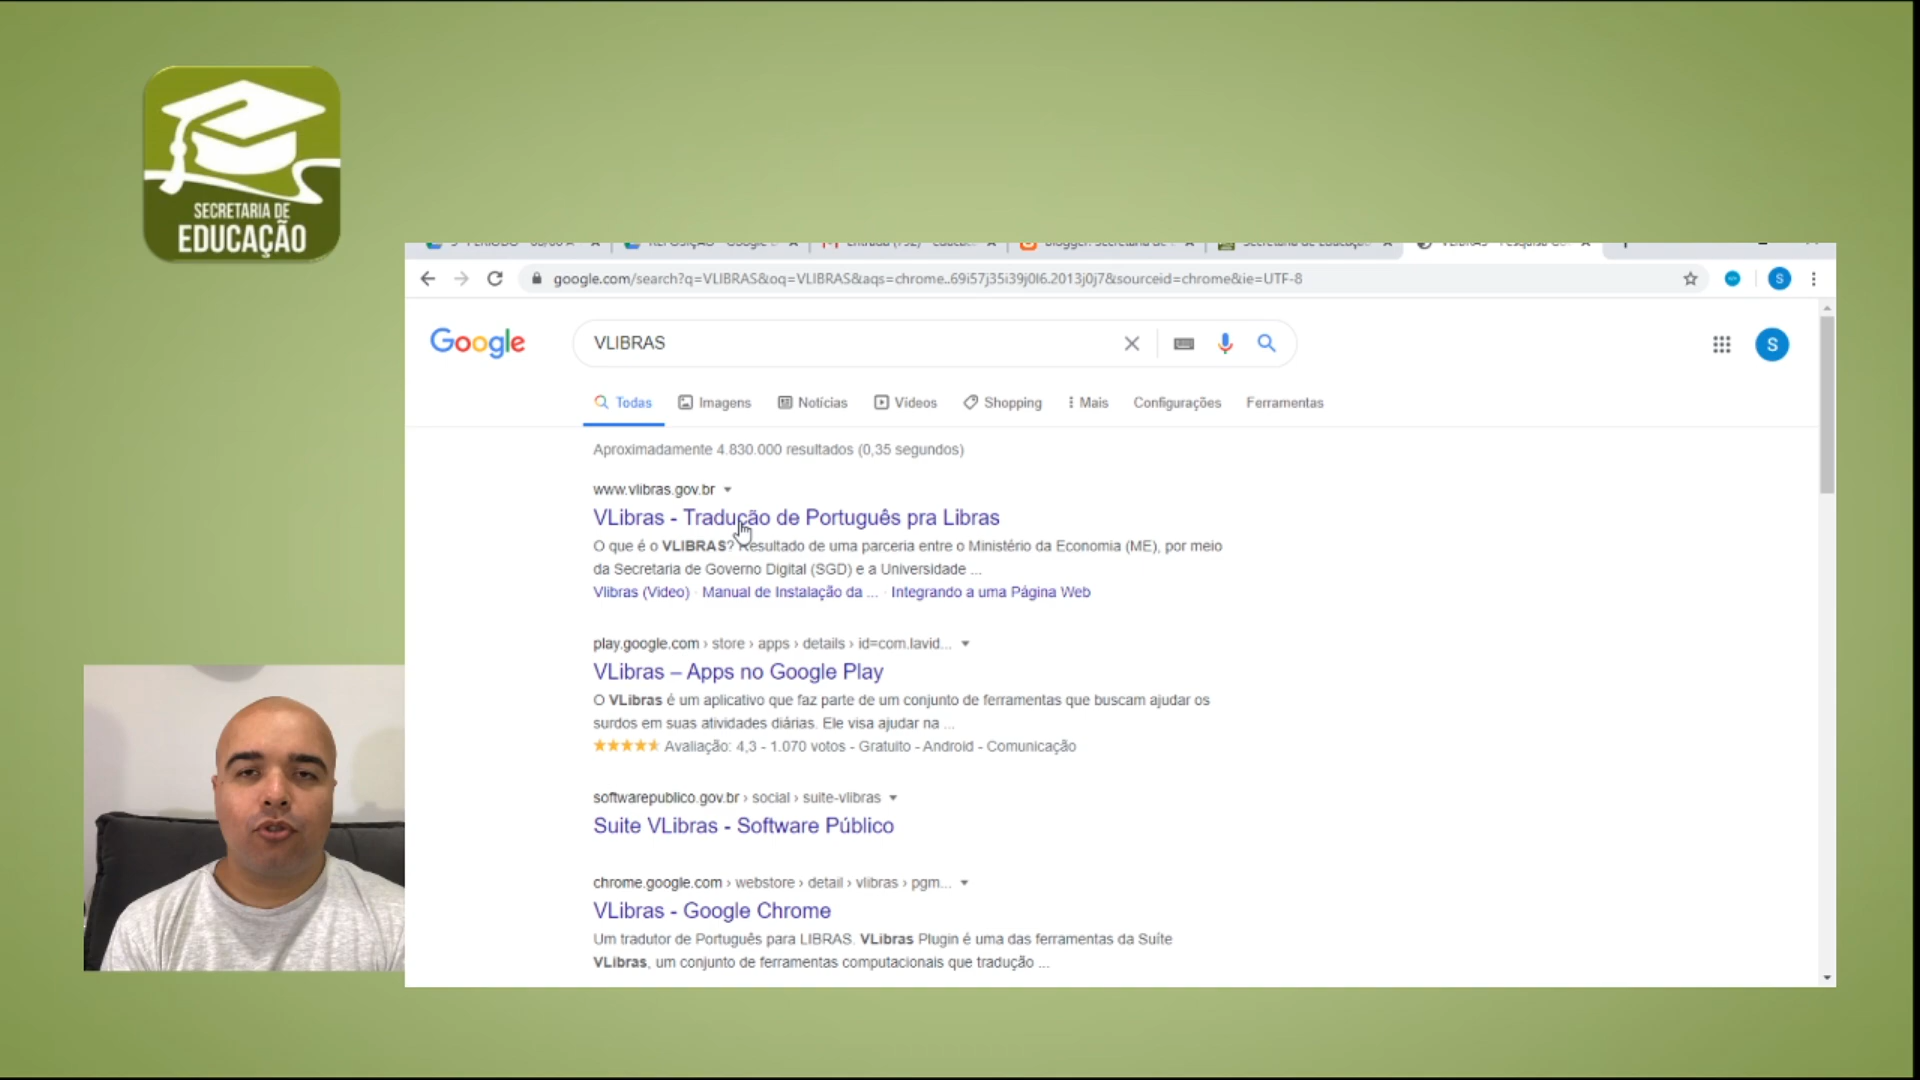 SECRETARIA DE
EDUCAÇÃO
google.com/search?q=VLIBRAS&oq=VLIBRAS&aqs=chrome..69i57j35i39j0l6.2013j0j7&sourceid=chrome&ie=UTF-8
S
Google
VLIBRAS
S
Todas Imagens Notícias Vídeos Shopping Mais Configurações Ferramentas
Aproximadamente 4.830.000 resultados (0,35 segundos)
www.vlibras.gov.br
VLibras - Tradução de Português pra Libras
O que é o VLIBRAS? Resultado de uma parceria entre o Ministério da Economia (ME), por meio
da Secretaria de Governo Digital (SGD) e a Universidade ...
Vlibras (Video) · Manual de Instalação da ... · Integrando a uma Página Web
play.google.com › store › apps › details › id=com.lavid...
VLibras – Apps no Google Play
O VLibras é um aplicativo que faz parte de um conjunto de ferramentas que buscam ajudar os
surdos em suas atividades diárias. Ele visa ajudar na ...
Avaliação: 4,3 - 1.070 votos - Gratuito - Android - Comunicação
softwarepublico.gov.br › social › suite-vlibras
Suite VLibras - Software Público
chrome.google.com › webstore › detail › vlibras › pgm...
VLibras - Google Chrome
Um tradutor de Português para LIBRAS. VLibras Plugin é uma das ferramentas da Suíte
VLibras, um conjunto de ferramentas computacionais que tradução ...